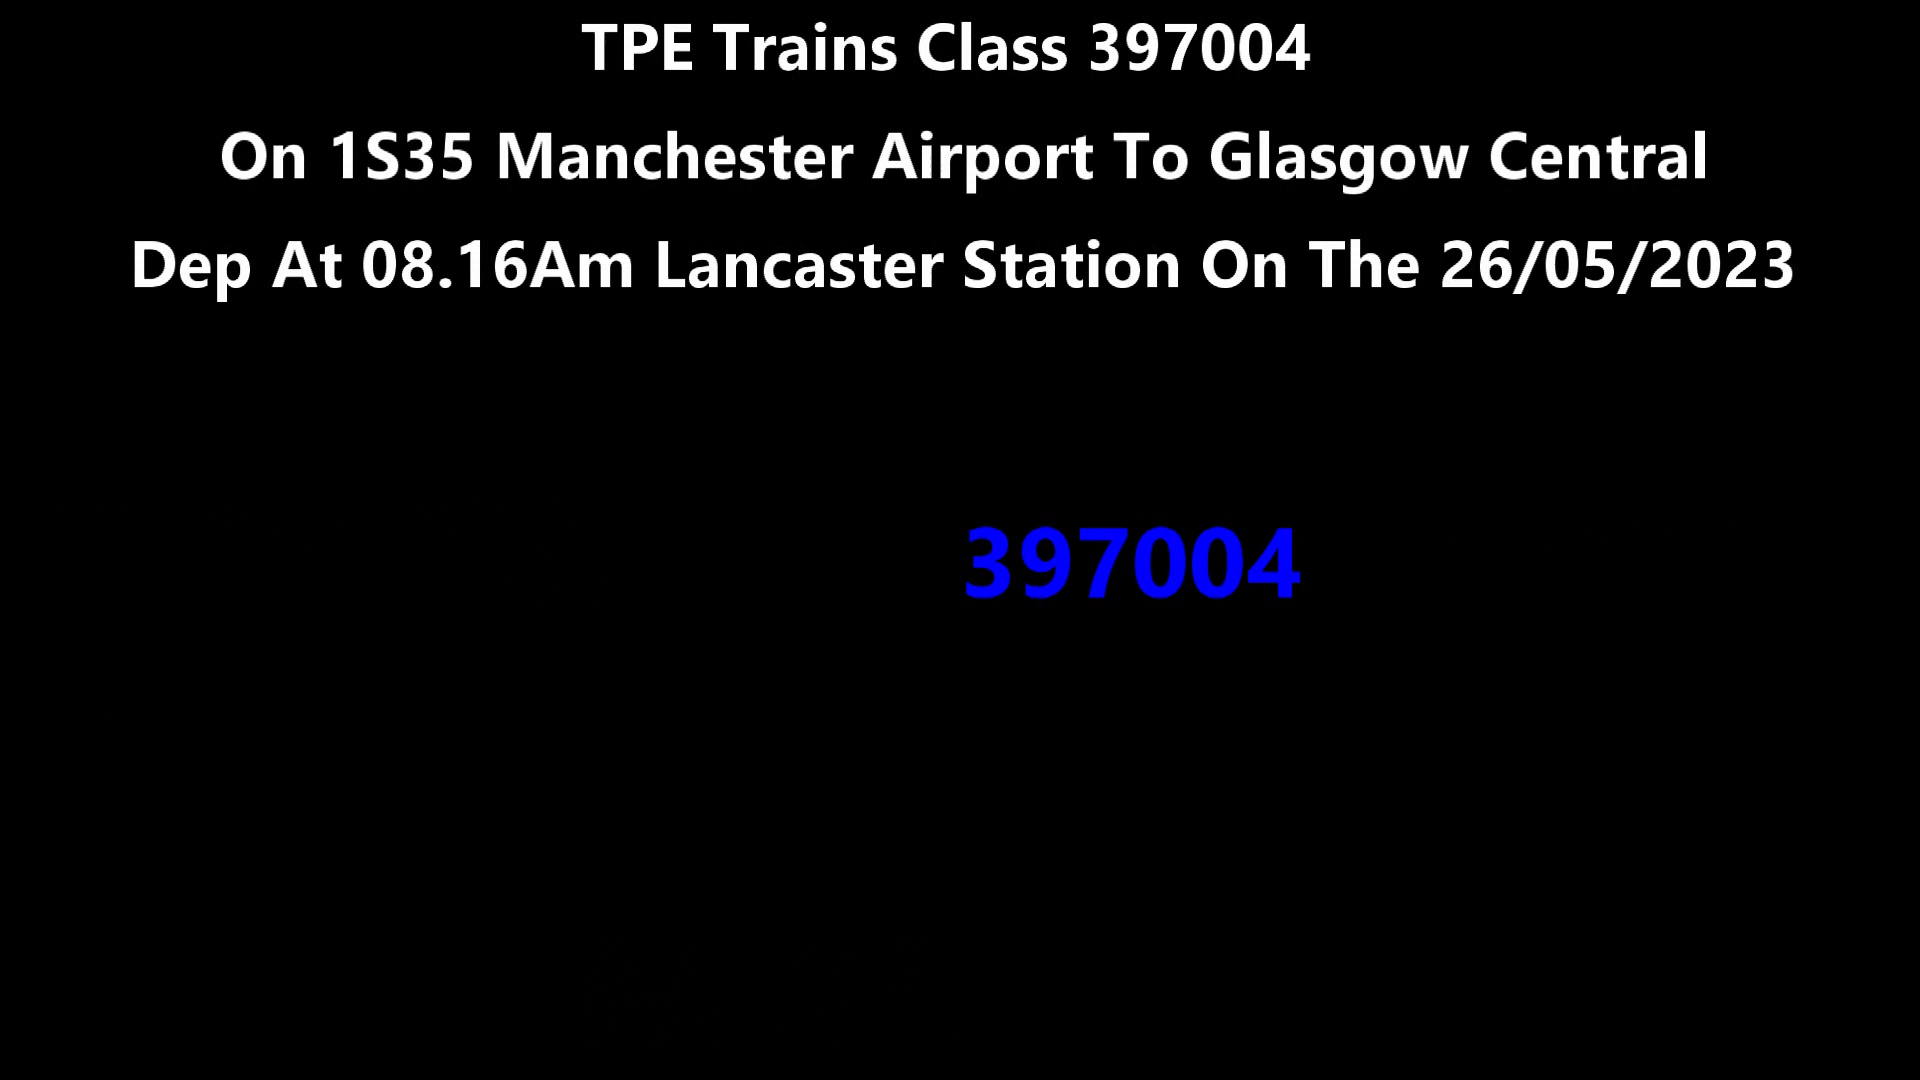 TPE Trains Class 397004
On 1S35 Manchester Airport To Glasgow Central
Dep At 08.16Am Lancaster Station On The 26/05/2023
397004